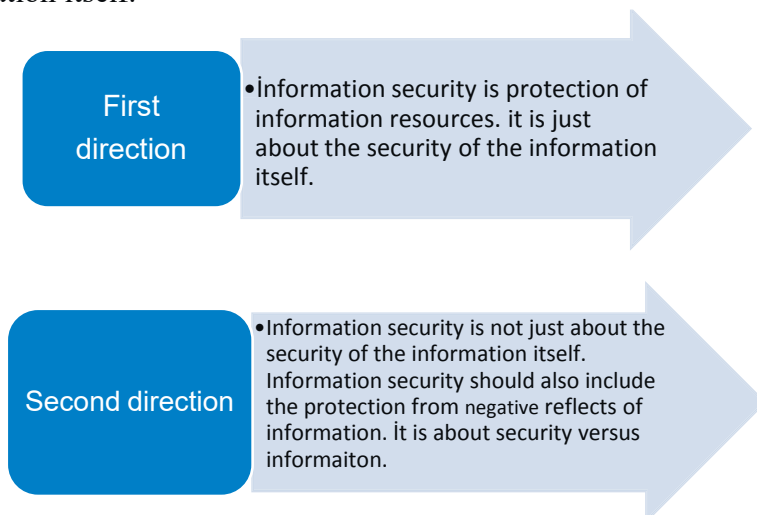 itself.
First
direction
•İnformation security is protection of
information resources. it is just
about the security of the information
itself.
Second direction
•Information security is not just about the
security of the information itself.
Information security should also include
the protection from negative reflects of
information. İt is about security versus
informaiton.